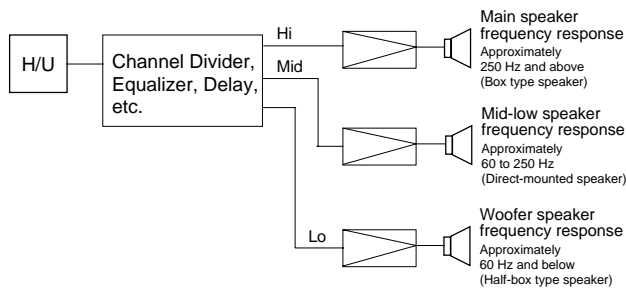 H/U
Channel Divider,
Equalizer, Delay,
etc.
Hi
Mid
Lo
Main speaker
frequency response
Approximately
250 Hz and above
(Box type speaker)
Mid-low speaker
frequency response
Approximately
60 to 250 Hz
(Direct-mounted speaker)
Woofer speaker
frequency response
Approximately
60 Hz and below
(Half-box type speaker)